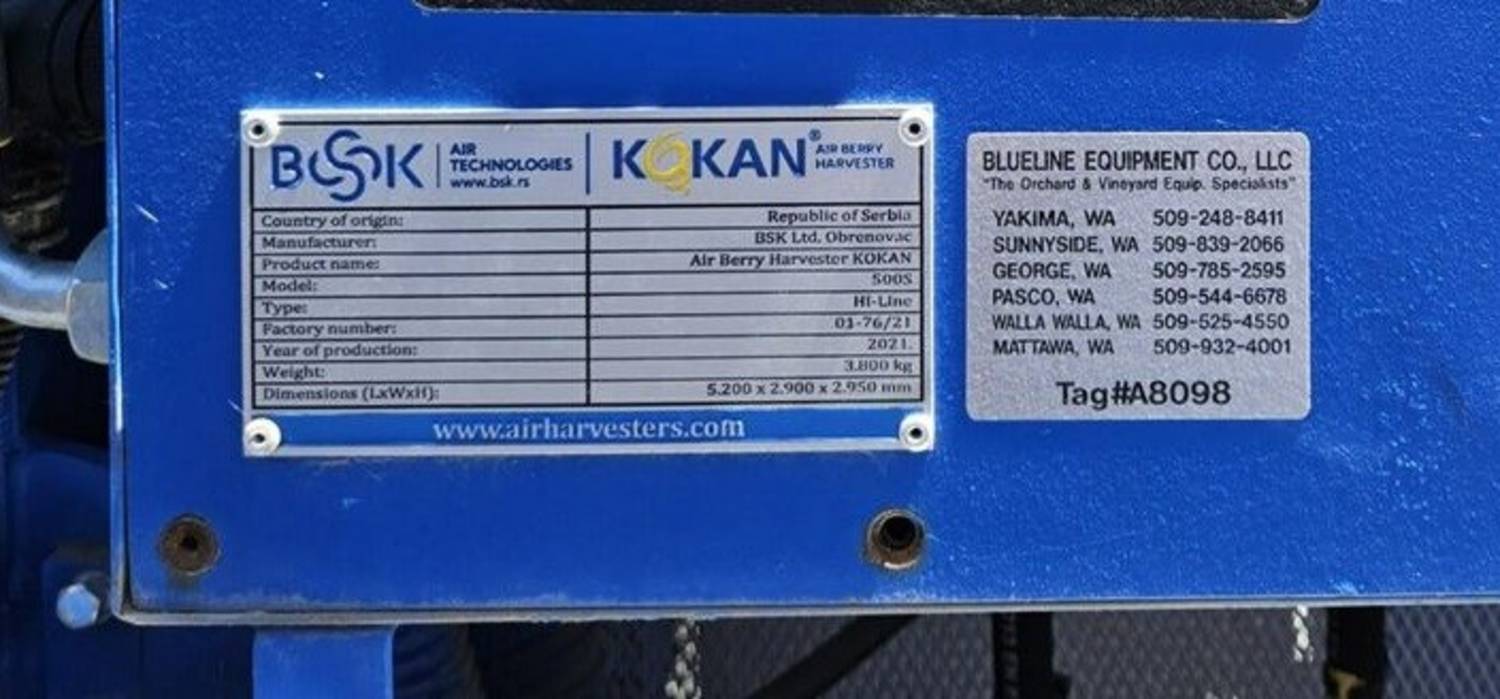 BSK
AIR
TECHNOLOGIES
www.bsk.rs
KOKAN®
AIR BERRY
HARVESTER
Country of origin: Republic of Serbia
Manufacturer: BSK Ltd. Obrenovac
Product name: Air Berry Harvester KOKAN
Model: 500S
Type: HI-Line
Factory number: 01-76/21
Year of production: 2021.
Weight: 3.800 kg
Dimensions (LxWxH): 5.200 x 2.900 x 2.950 mm
www.airharvesters.com
BLUELINE EQUIPMENT CO., LLC
"The Orchard & Vineyard Equip. Specialists"
YAKIMA, WA 509-248-8411
SUNNYSIDE, WA 509-839-2066
GEORGE, WA 509-785-2595
PASCO, WA 509-544-6678
WALLA WALLA, WA 509-525-4550
MATTAWA, WA 509-932-4001
Tag#A8098